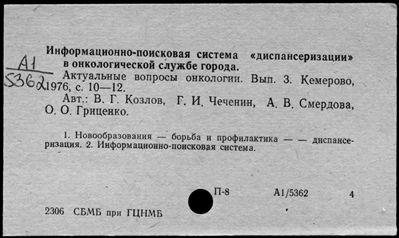 Информационно-поисковая система «диспансеризации»
в онкологической службе города.
А1
5362
Актуальные вопросы онкологии. Вып. 3. Кемерово,
1976, с. 10—12.
Авт.: В. Г. Козлов, Г. И. Чеченин, А. В. Смердова,
О. О. Гриценко.
1. Новообразования — борьба и профилактика — — диспансе-
ризация. 2. Информационно-поисковая система.
П-8 А1/5362 4
2306 СБМБ при ГЦНМБ